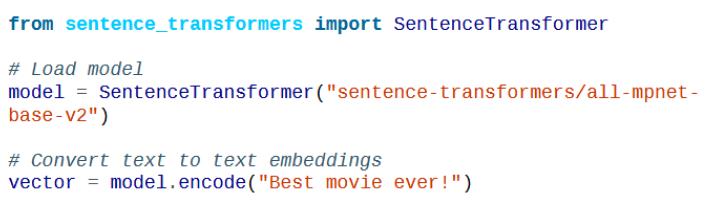 from sentence_transformers import SentenceTransformer
# Load model
model = SentenceTransformer("sentence-transformers/all-mpnet-
base-v2")
# Convert text to text embeddings
vector = model.encode("Best movie ever!")